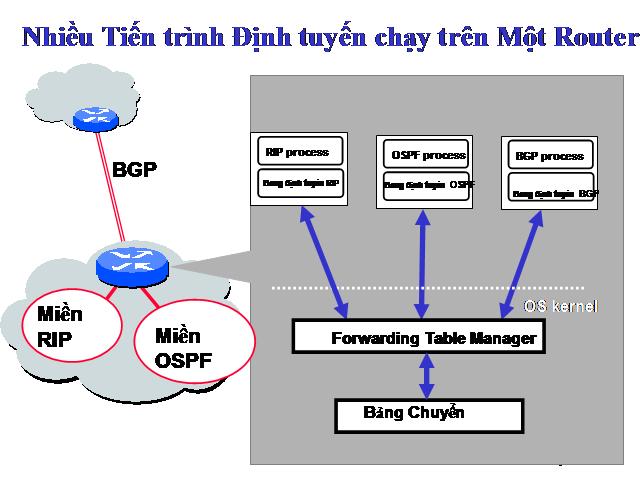 Nhiều Tiến trình Định tuyến chạy trên Một Router
BGP
RIP process
Bảng định tuyến RIP
OSPF process
Bảng định tuyến OSPF
BGP process
Bảng định tuyến BGP
OS kernel
Miền
RIP
Miền
OSPF
Forwarding Table Manager
Bảng Chuyển